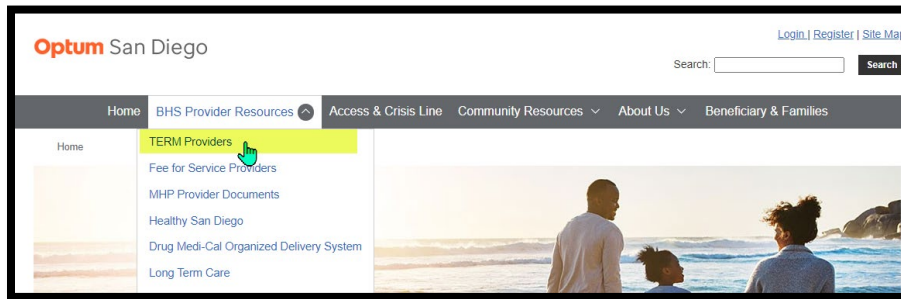 Login | Register | Site Map
Optum San Diego
Search:
Search
Home BHS Provider Resources Access & Crisis Line Community Resources About Us Beneficiary & Families
Home
TERM Providers
Fee for Service Providers
MHP Provider Documents
Healthy San Diego
Drug Medi-Cal Organized Delivery System
Long Term Care